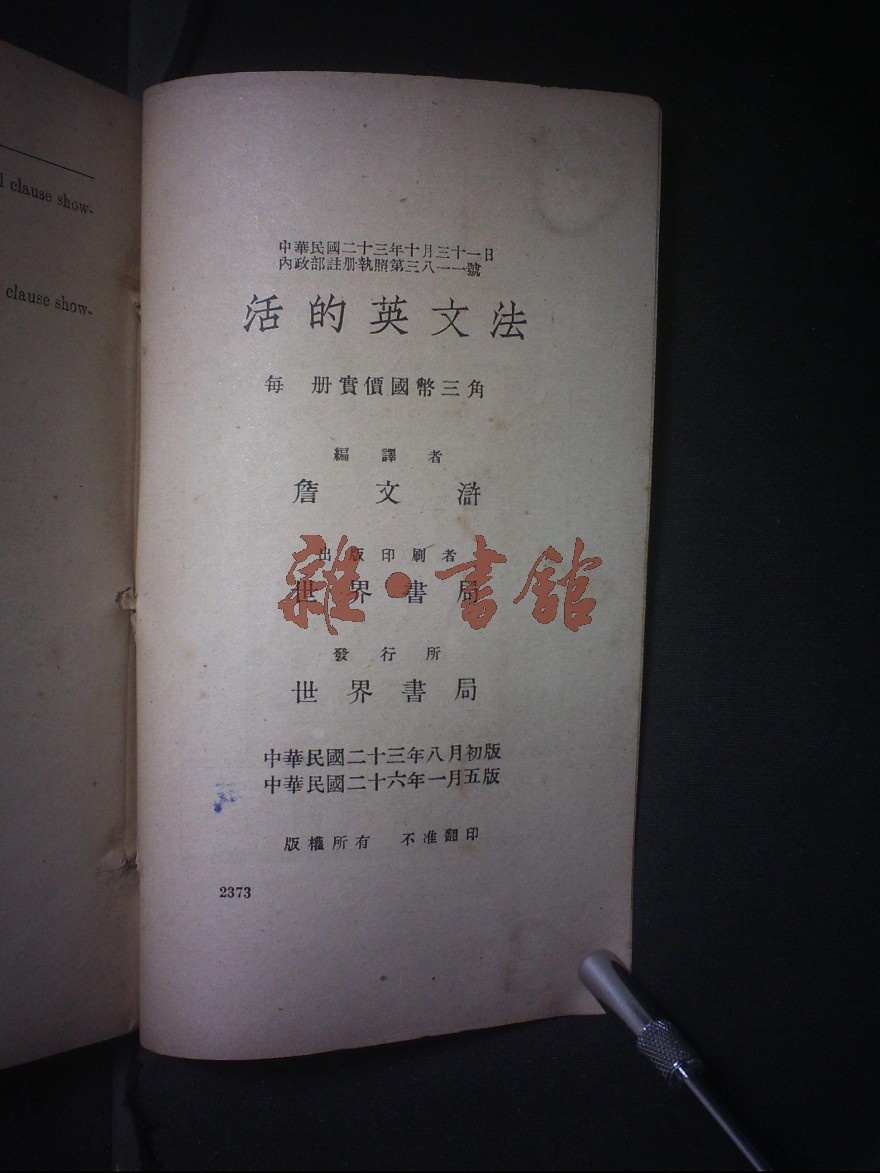 l clause show-
clause show-
中華民國二十三年十月三十一日
內政部註册執照第三八一一號
活的英文法
每 册實價國幣三角
編譯者
詹文滸
出版印刷者
世界書局
雜·書館
發行所
世界書局
中華民國二十三年八月初版
中華民國二十六年一月五版
版權所有 不准翻印
2373